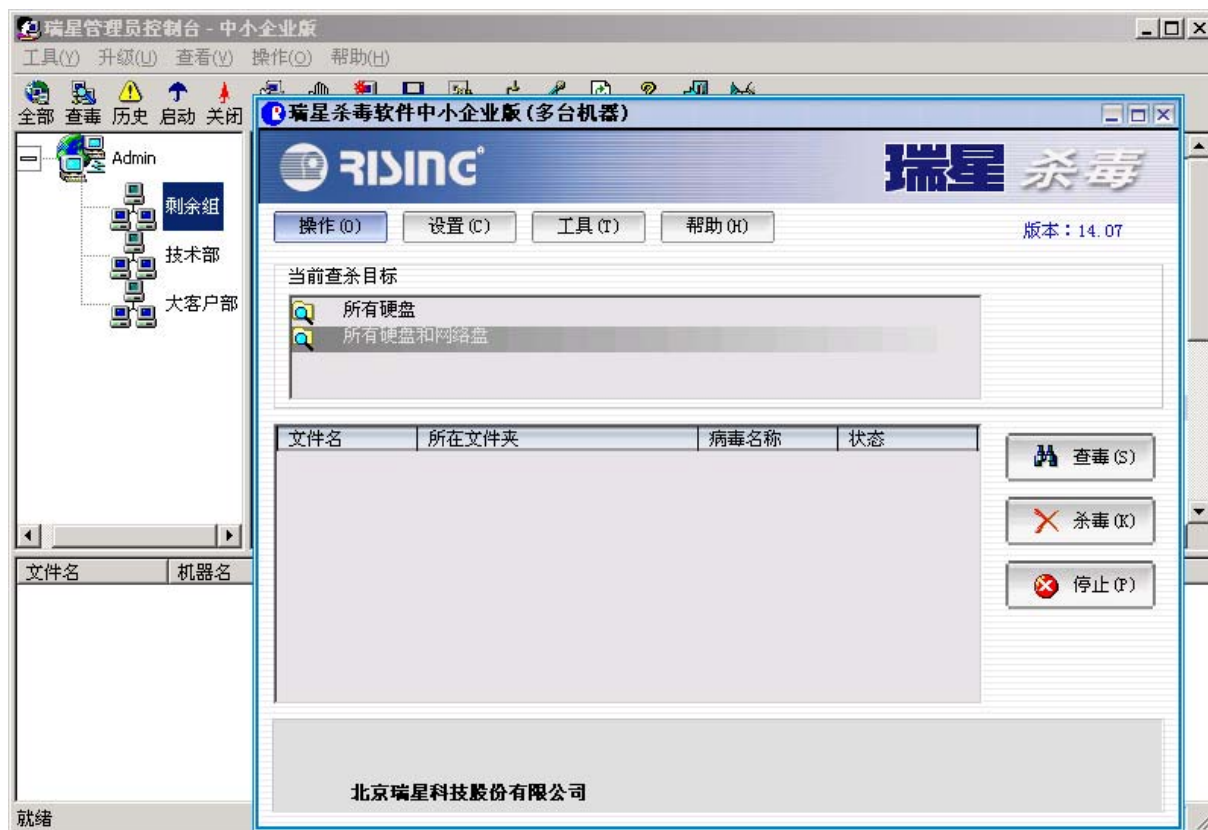 瑞星管理员控制台 - 中小企业版
工具(Y) 升级(U) 查看(V) 操作(O) 帮助(H)
全部 查毒 历史 启动 关闭
Admin
剩余组
技术部
大客户部
文件名 机器名
就绪
瑞星杀毒软件中小企业版(多台机器)
RISING 瑞星 杀毒
操作(O) 设置(C) 工具(T) 帮助(H) 版本：14.07
当前查杀目标
所有硬盘
所有硬盘和网络盘
文件名 所在文件夹 病毒名称 状态
查毒(S)
杀毒(K)
停止(P)
北京瑞星科技股份有限公司